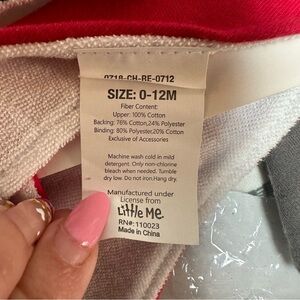 0718-CH-RE-0712
SIZE: 0-12M
Fiber Content:
Upper: 100% Cotton
Backing: 76% Cotton,24% Polyester
Binding: 80% Polyester,20% Cotton
Exclusive of Accessories
Machine wash cold in mild
detergent. Only non-chlorine
bleach when needed. Tumble
dry low. Do not iron.Hang dry.
Manufactured under
License from
Little Me.
RN#: 110023
Made in China